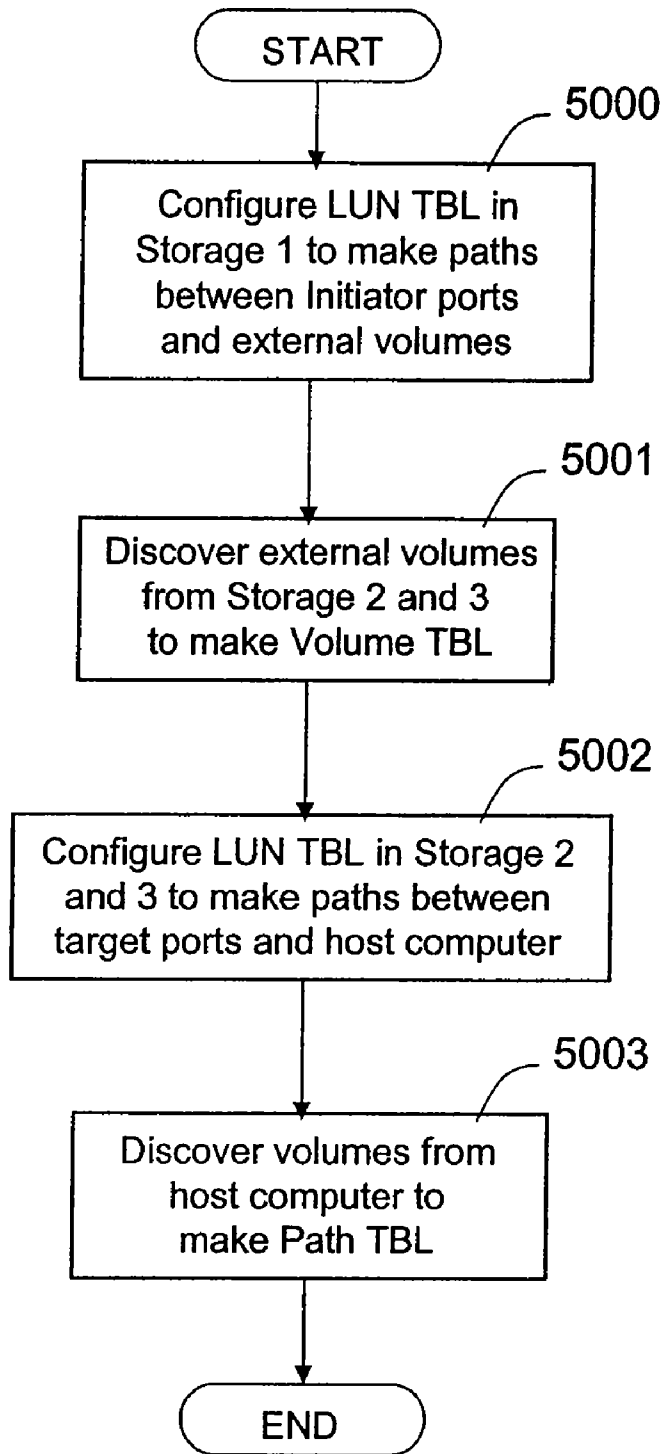 START
5000
Configure LUN TBL in
Storage 1 to make paths
between Initiator ports
and external volumes
5001
Discover external volumes
from Storage 2 and 3
to make Volume TBL
5002
Configure LUN TBL in Storage 2
and 3 to make paths between
target ports and host computer
5003
Discover volumes from
host computer to
make Path TBL
END